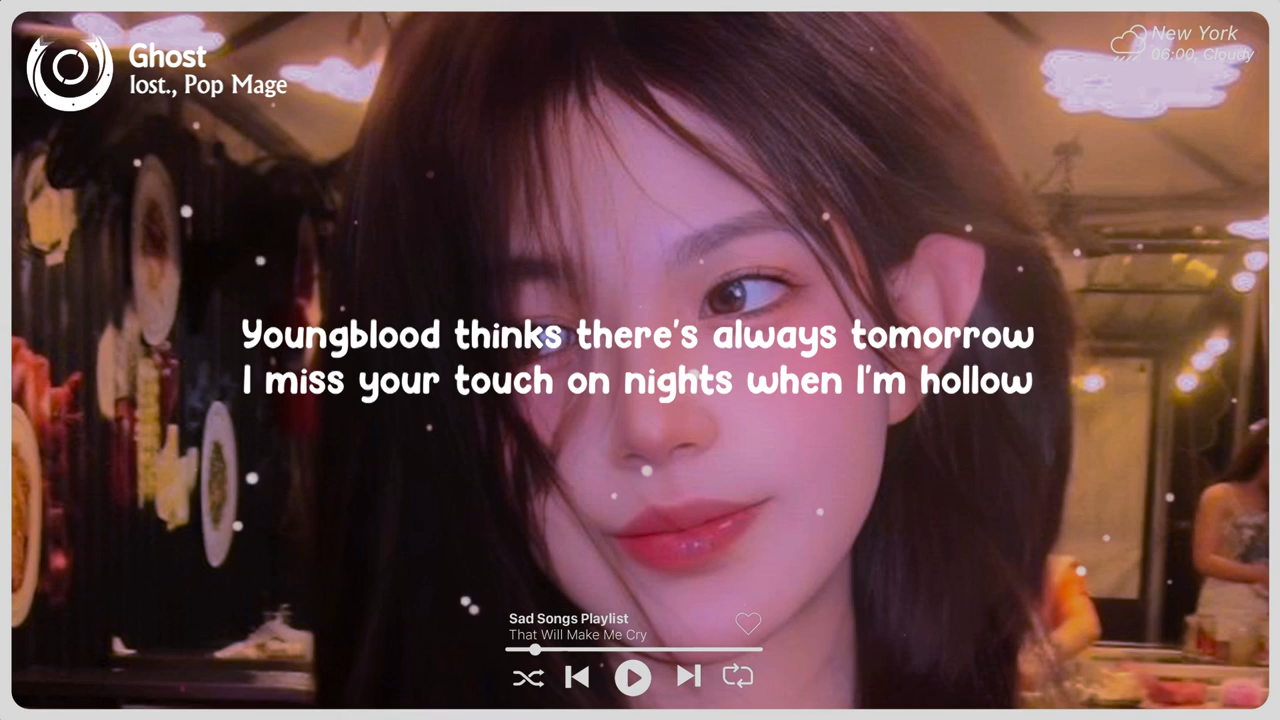 Ghost
lost., Pop Mage
New York
06:00, Cloudy
Youngblood thinks there's always tomorrow
I miss your touch on nights when I'm hollow
Sad Songs Playlist
That Will Make Me Cry